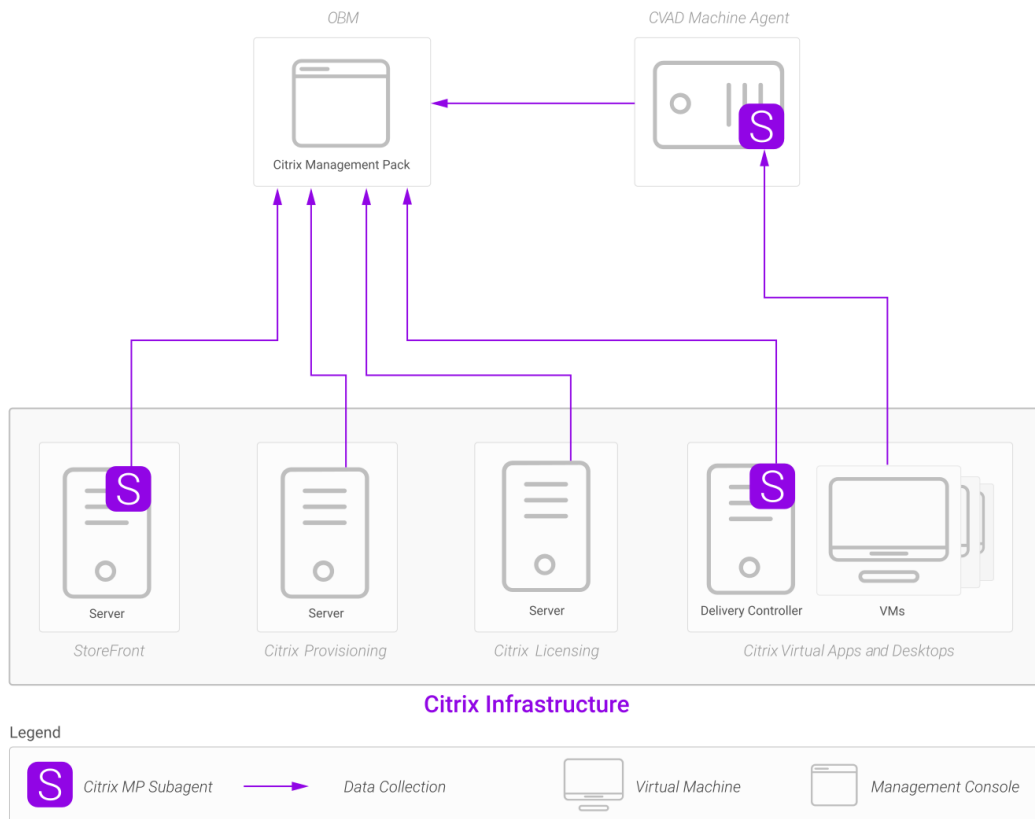 OBM
CVAD Machine Agent
Citrix Management Pack
S
S
S
Server
Server
Server
Delivery Controller
VMs
StoreFront
Citrix Provisioning
Citrix Licensing
Citrix Virtual Apps and Desktops
Citrix Infrastructure
Legend
S
Citrix MP Subagent
Data Collection
Virtual Machine
Management Console